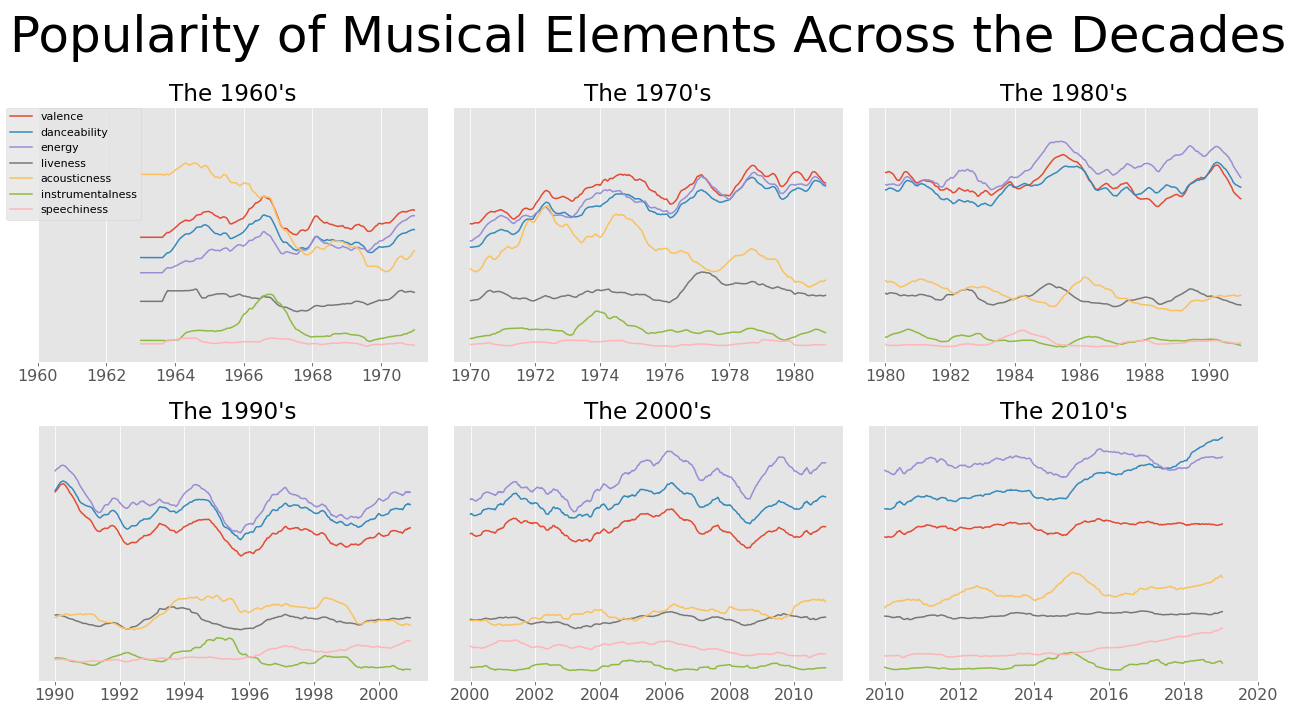 Popularity of Musical Elements Across the Decades
The 1960's
valence
danceability
energy
liveness
acousticness
instrumentalness
speechiness
1960 1962 1964 1966 1968 1970
The 1970's
1970 1972 1974 1976 1978 1980
The 1980's
1980 1982 1984 1986 1988 1990
The 1990's
1990 1992 1994 1996 1998 2000
The 2000's
2000 2002 2004 2006 2008 2010
The 2010's
2010 2012 2014 2016 2018 2020